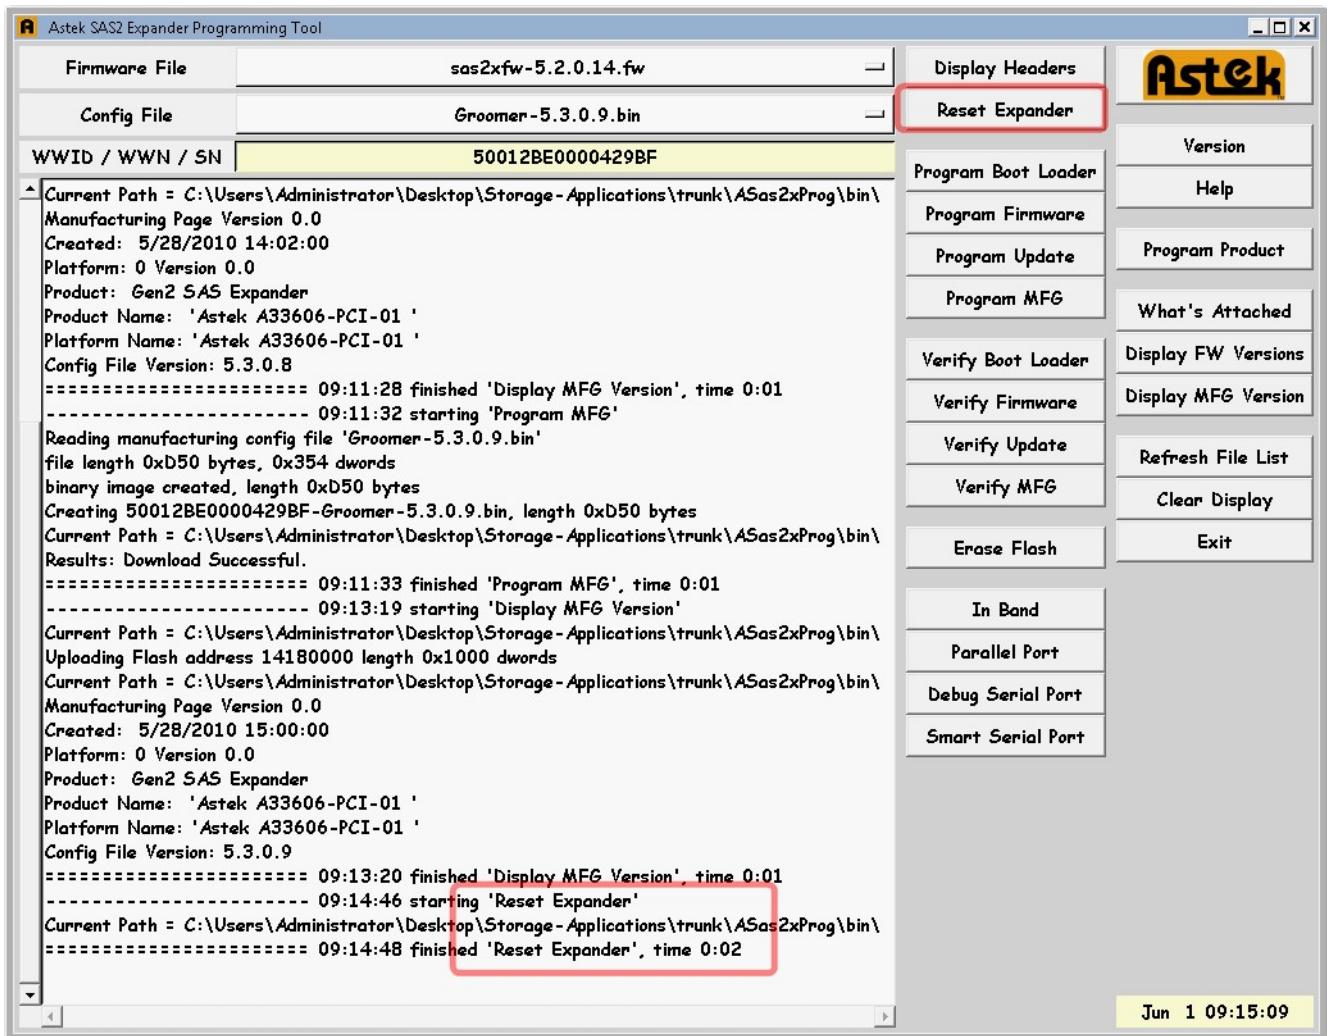 Astek SAS2 Expander Programming Tool
Firmware File
sas2xfw-5.2.0.14.fw
Config File
Groomer-5.3.0.9.bin
WWID / WWN / SN
50012BE0000429BF
Current Path = C:\Users\Administrator\Desktop\Storage-Applications\trunk\ASas2xProg\bin\
Manufacturing Page Version 0.0
Created:  5/28/2010 14:02:00
Platform: 0 Version 0.0
Product:  Gen2 SAS Expander
Product Name:  'Astek A33606-PCI-01 '
Platform Name: 'Astek A33606-PCI-01 '
Config File Version: 5.3.0.8
======================= 09:11:28 finished 'Display MFG Version', time 0:01
----------------------- 09:11:32 starting 'Program MFG'
Reading manufacturing config file 'Groomer-5.3.0.9.bin'
file length 0xD50 bytes, 0x354 dwords
binary image created, length 0xD50 bytes
Creating 50012BE0000429BF-Groomer-5.3.0.9.bin, length 0xD50 bytes
Current Path = C:\Users\Administrator\Desktop\Storage-Applications\trunk\ASas2xProg\bin\
Results: Download Successful.
======================= 09:11:33 finished 'Program MFG', time 0:01
----------------------- 09:13:19 starting 'Display MFG Version'
Current Path = C:\Users\Administrator\Desktop\Storage-Applications\trunk\ASas2xProg\bin\
Uploading Flash address 14180000 length 0x1000 dwords
Current Path = C:\Users\Administrator\Desktop\Storage-Applications\trunk\ASas2xProg\bin\
Manufacturing Page Version 0.0
Created:  5/28/2010 15:00:00
Platform: 0 Version 0.0
Product:  Gen2 SAS Expander
Product Name:  'Astek A33606-PCI-01 '
Platform Name: 'Astek A33606-PCI-01 '
Config File Version: 5.3.0.9
======================= 09:13:20 finished 'Display MFG Version', time 0:01
----------------------- 09:14:46 starting 'Reset Expander'
Current Path = C:\Users\Administrator\Desktop\Storage-Applications\trunk\ASas2xProg\bin\
======================= 09:14:48 finished 'Reset Expander', time 0:02
Display Headers
Reset Expander
Program Boot Loader
Program Firmware
Program Update
Program MFG
Verify Boot Loader
Verify Firmware
Verify Update
Verify MFG
Erase Flash
In Band
Parallel Port
Debug Serial Port
Smart Serial Port
Astek
Version
Help
Program Product
What's Attached
Display FW Versions
Display MFG Version
Refresh File List
Clear Display
Exit
Jun  1 09:15:09